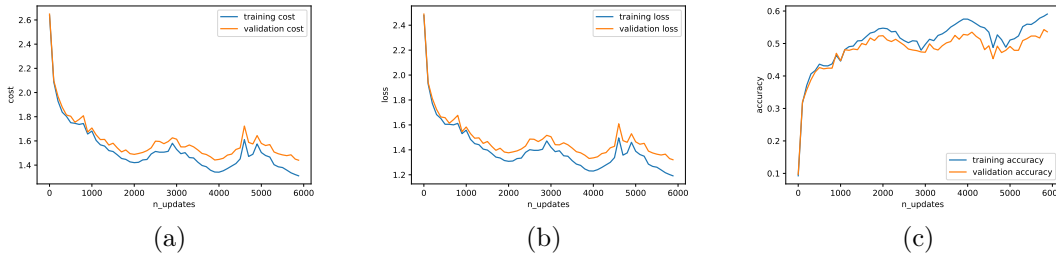 training cost
validation cost
2.6
2.4
2.2
2.0
1.8
1.6
1.4
cost
0 1000 2000 3000 4000 5000 6000
n_updates
(a)
training loss
validation loss
2.4
2.2
2.0
1.8
1.6
1.4
1.2
loss
0 1000 2000 3000 4000 5000 6000
n_updates
(b)
0.6
0.5
0.4
0.3
0.2
0.1
accuracy
training accuracy
validation accuracy
0 1000 2000 3000 4000 5000 6000
n_updates
(c)